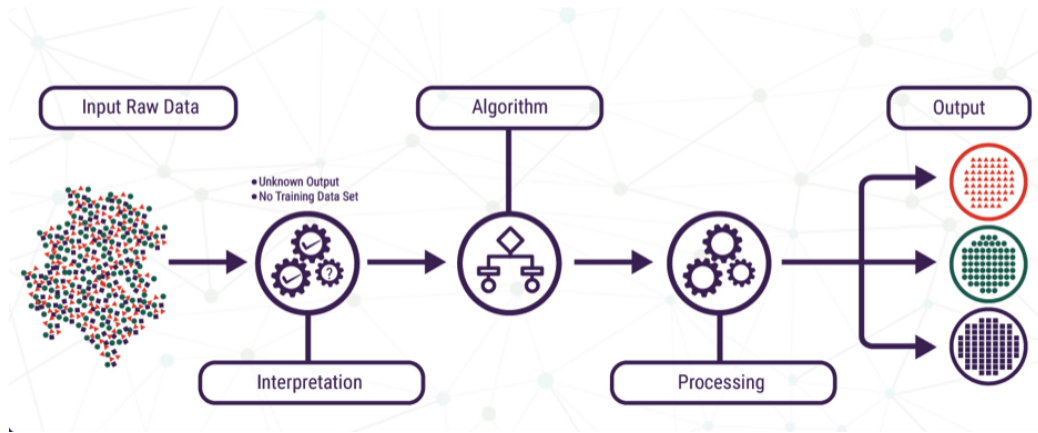 Input Raw Data
Algorithm
Output
• Unknown Output
• No Training Data Set
?
Interpretation
Processing